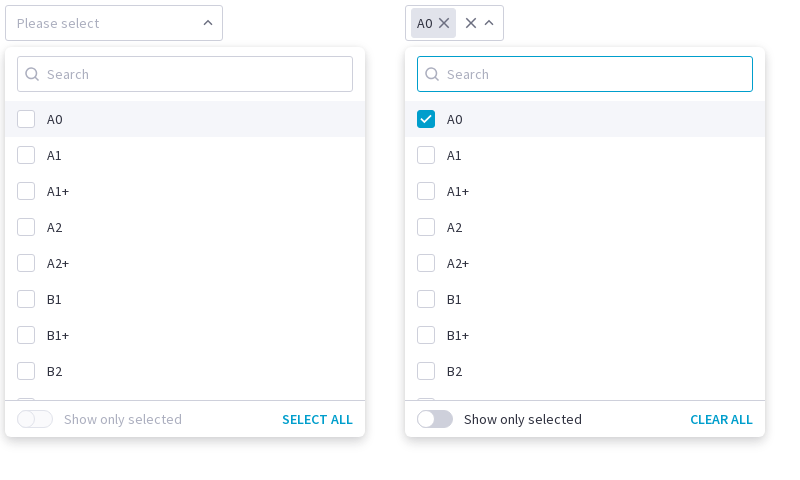 Please select
Search
A0
A1
A1+
A2
A2+
B1
B1+
B2
Show only selected
SELECT ALL
A0
Search
A0
A1
A1+
A2
A2+
B1
B1+
B2
Show only selected
CLEAR ALL